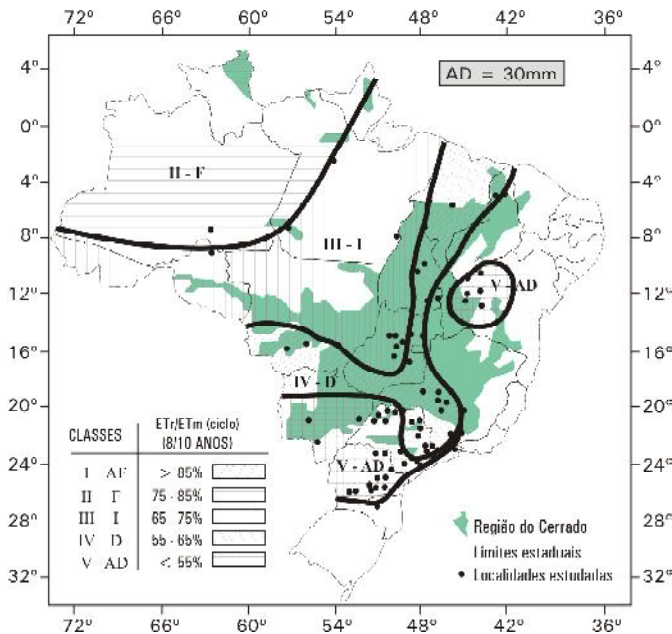 72° 66° 60° 54° 48° 42° 36°
AD = 30mm
4° 4°
0° 0°
4° 4°
8° 8°
12° 12°
16° 16°
20° 20°
24° 24°
28° 28°
32° 32°
II - F
III - I
V - AD
IV - D
V - AD
CLASSES ETr/ETm (ciclo)
(8/10 ANOS)
I AF > 85%
II F 75 - 85%
III I 65 75%
IV D 55 - 65%
V AD < 55%
Região do Cerrado
Limites estaduais
Localidades estudadas
72° 66° 60° 54° 48° 42° 36°